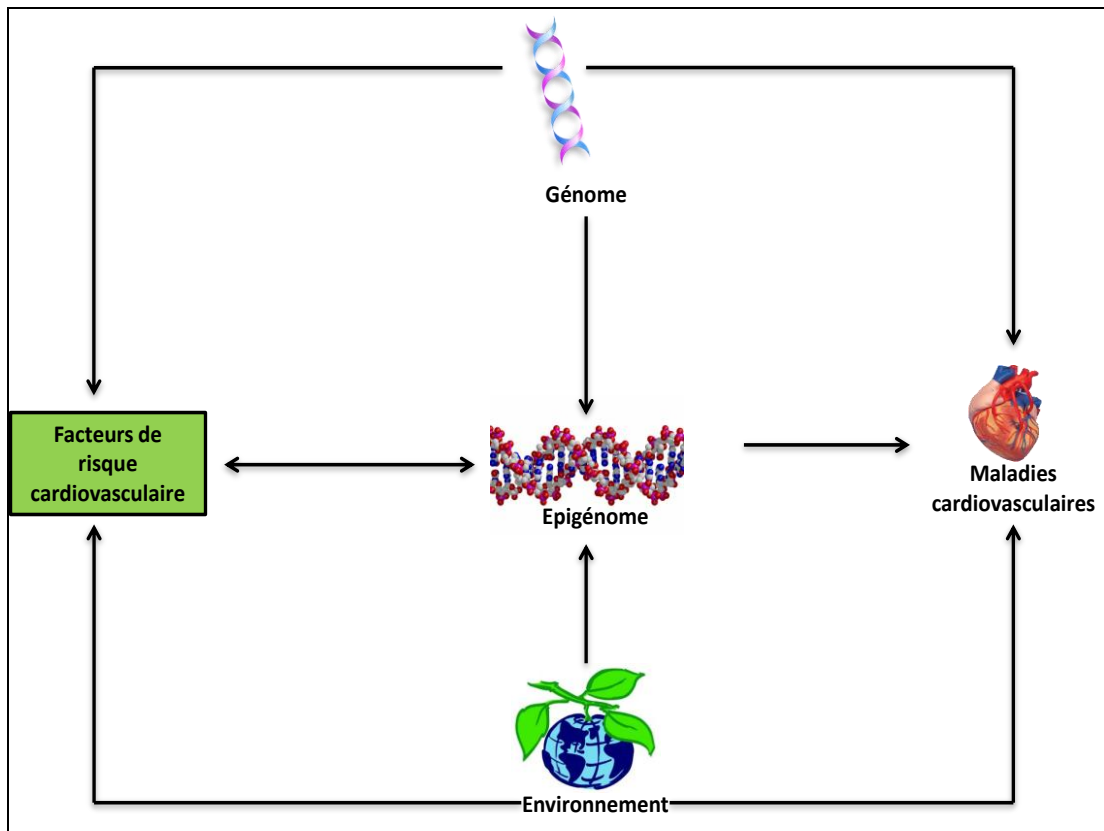 Génome
Facteurs de
risque
cardiovasculaire
Epigénome
Maladies
cardiovasculaires
Environnement